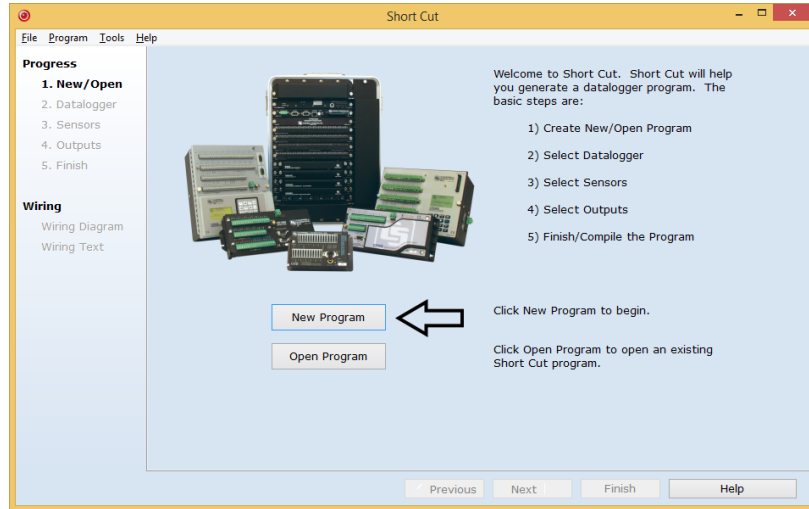 Short Cut
File Program Tools Help
Progress
1. New/Open
2. Datalogger
3. Sensors
4. Outputs
5. Finish
Wiring
Wiring Diagram
Wiring Text
Welcome to Short Cut. Short Cut will help
you generate a datalogger program. The
basic steps are:
1) Create New/Open Program
2) Select Datalogger
3) Select Sensors
4) Select Outputs
5) Finish/Compile the Program
New Program
Click New Program to begin.
Open Program
Click Open Program to open an existing
Short Cut program.
Previous Next Finish Help